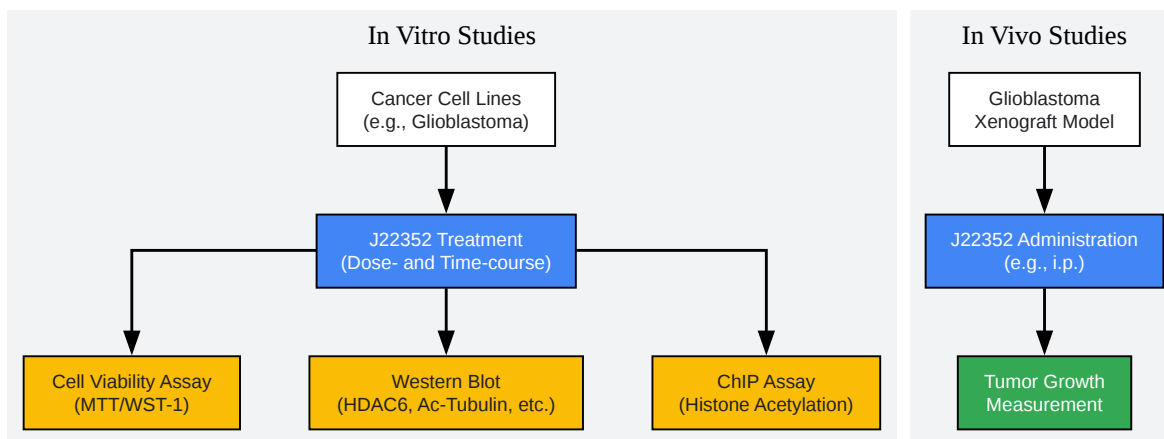 In Vitro Studies
Cancer Cell Lines
(e.g., Glioblastoma)
J22352 Treatment
(Dose- and Time-course)
Cell Viability Assay
(MTT/WST-1)
Western Blot
(HDAC6, Ac-Tubulin, etc.)
ChIP Assay
(Histone Acetylation)
In Vivo Studies
Glioblastoma
Xenograft Model
J22352 Administration
(e.g., i.p.)
Tumor Growth
Measurement